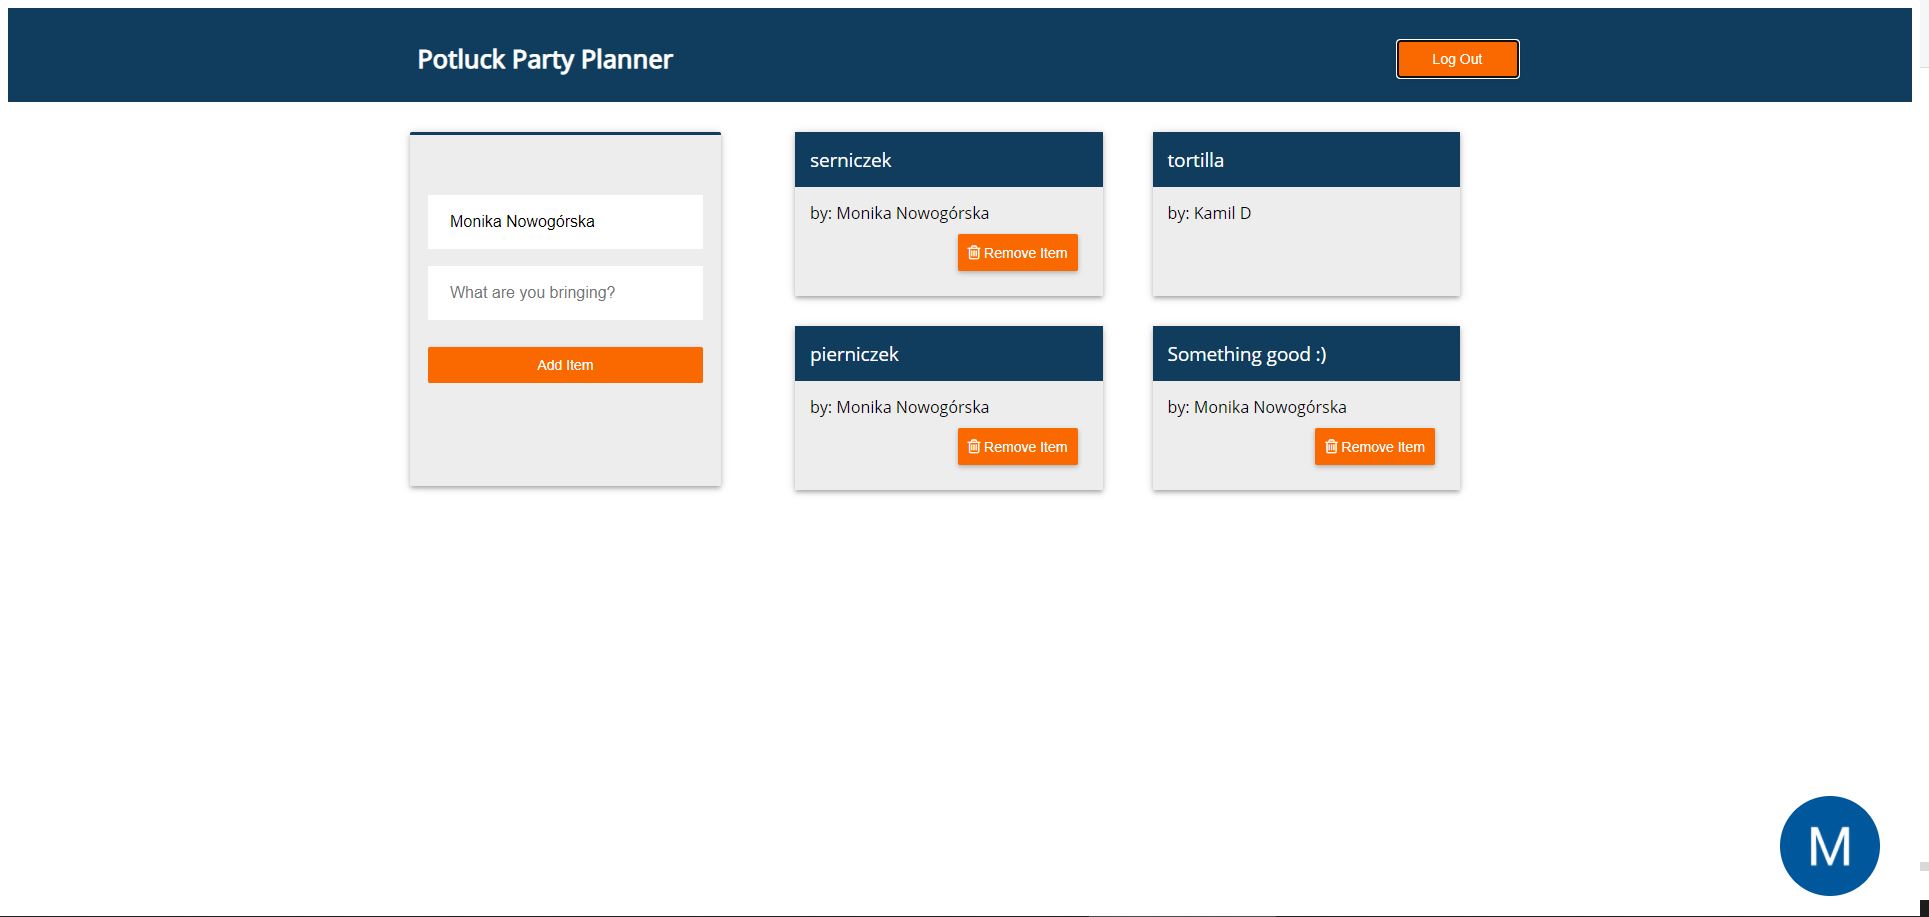 Potluck Party Planner
Log Out
Monika Nowogórska
What are you bringing?
Add Item
serniczek
by: Monika Nowogórska
Remove Item
tortilla
by: Kamil D
pierniczek
by: Monika Nowogórska
Remove Item
Something good :)
by: Monika Nowogórska
Remove Item
M